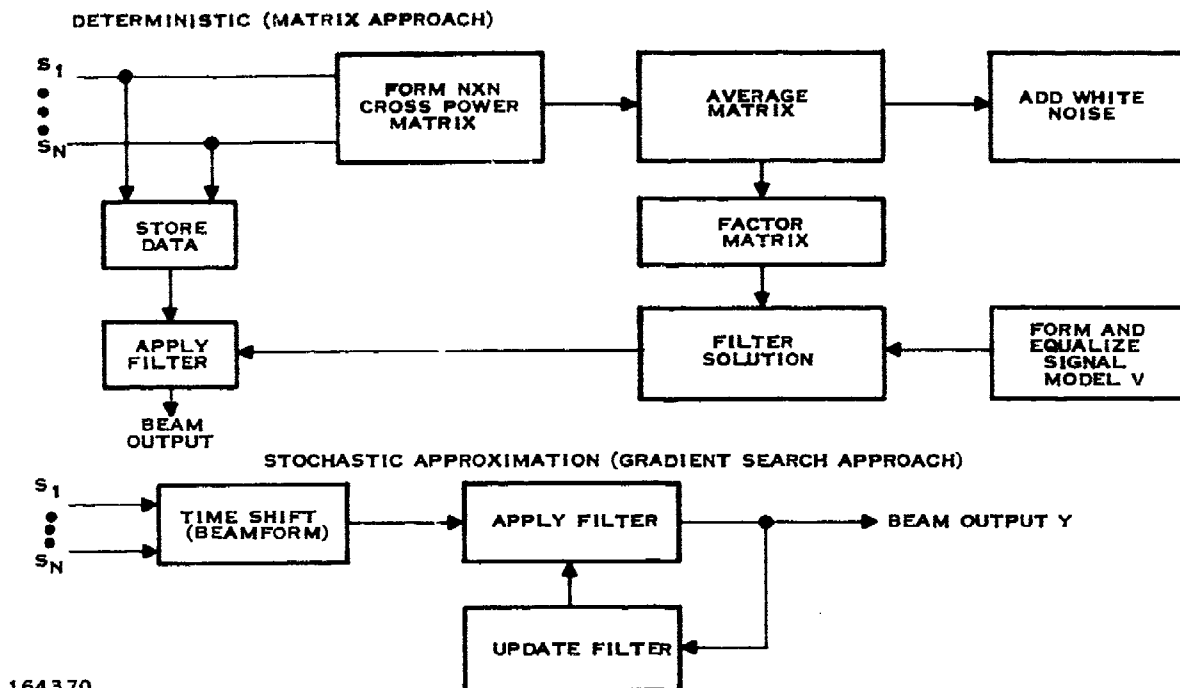 DETERMINISTIC (MATRIX APPROACH)
S1
SN
FORM NXN
CROSS POWER
MATRIX
AVERAGE
MATRIX
ADD WHITE
NOISE
STORE
DATA
FACTOR
MATRIX
APPLY
FILTER
FILTER
SOLUTION
FORM AND
EQUALIZE
SIGNAL
MODEL V
BEAM
OUTPUT
STOCHASTIC APPROXIMATION (GRADIENT SEARCH APPROACH)
S1
SN
TIME SHIFT
(BEAMFORM)
APPLY FILTER
BEAM OUTPUT Y
UPDATE FILTER
164370